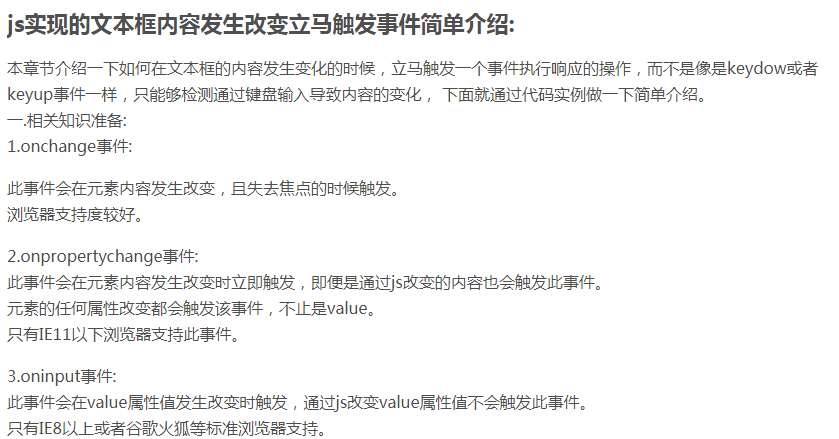 js实现的文本框内容发生改变立马触发事件简单介绍:
本章节介绍一下如何在文本框的内容发生变化的时候，立马触发一个事件执行响应的操作，而不是像是keydow或者
keyup事件一样，只能够检测通过键盘输入导致内容的变化， 下面就通过代码实例做一下简单介绍。
一.相关知识准备:
1.onchange事件:
此事件会在元素内容发生改变，且失去焦点的时候触发。
浏览器支持度较好。
2.onpropertychange事件:
此事件会在元素内容发生改变时立即触发，即便是通过js改变的内容也会触发此事件。
元素的任何属性改变都会触发该事件，不止是value。
只有IE11以下浏览器支持此事件。
3.oninput事件:
此事件会在value属性值发生改变时触发，通过js改变value属性值不会触发此事件。
只有IE8以上或者谷歌火狐等标准浏览器支持。